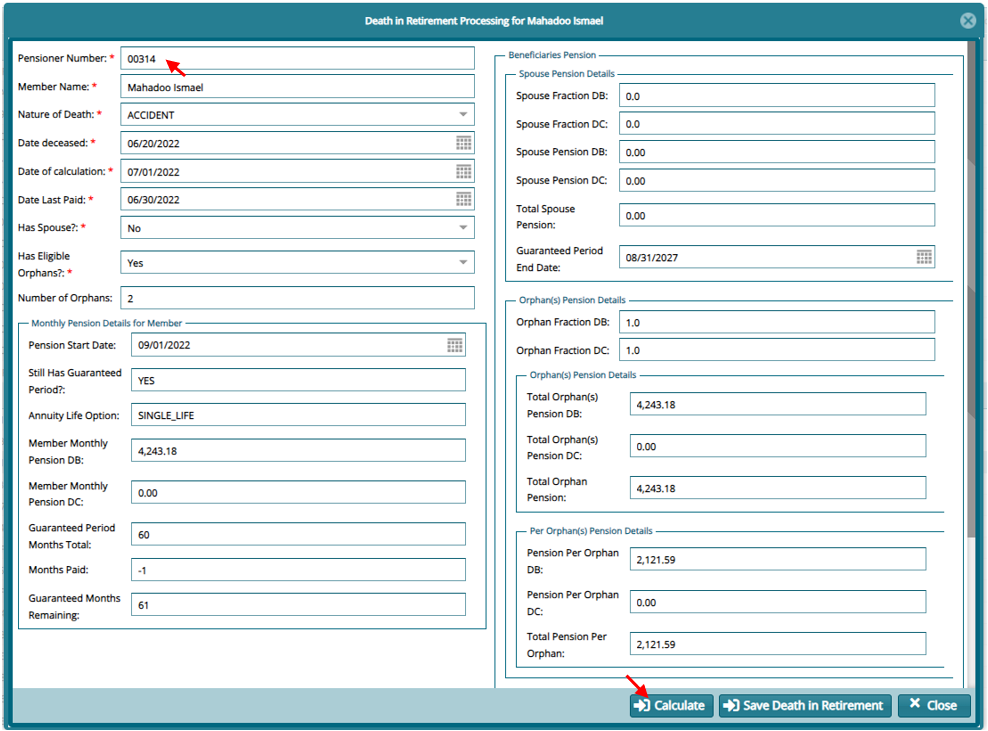 Death in Retirement Processing for Mahadoo Ismael
Pensioner Number: * 00314
Member Name: * Mahadoo Ismael
Nature of Death: * ACCIDENT
Date deceased: * 06/20/2022
Date of calculation: * 07/01/2022
Date Last Paid: * 06/30/2022
Has Spouse?: * No
Has Eligible
Orphans?: * Yes
Number of Orphans: 2
Monthly Pension Details for Member
Pension Start Date: 09/01/2022
Still Has Guaranteed
Period?: YES
Annuity Life Option: SINGLE_LIFE
Member Monthly
Pension DB: 4,243.18
Member Monthly
Pension DC: 0.00
Guaranteed Period
Months Total: 60
Months Paid: -1
Guaranteed Months
Remaining: 61
Beneficiaries Pension
Spouse Pension Details
Spouse Fraction DB: 0.0
Spouse Fraction DC: 0.0
Spouse Pension DB: 0.00
Spouse Pension DC: 0.00
Total Spouse
Pension: 0.00
Guaranteed Period
End Date: 08/31/2027
Orphan(s) Pension Details
Orphan Fraction DB: 1.0
Orphan Fraction DC: 1.0
Orphan(s) Pension Details
Total Orphan(s)
Pension DB: 4,243.18
Total Orphan(s)
Pension DC: 0.00
Total Orphan
Pension: 4,243.18
Per Orphan(s) Pension Details
Pension Per Orphan
DB: 2,121.59
Pension Per Orphan
DC: 0.00
Total Pension Per
Orphan: 2,121.59
Calculate Save Death in Retirement Close